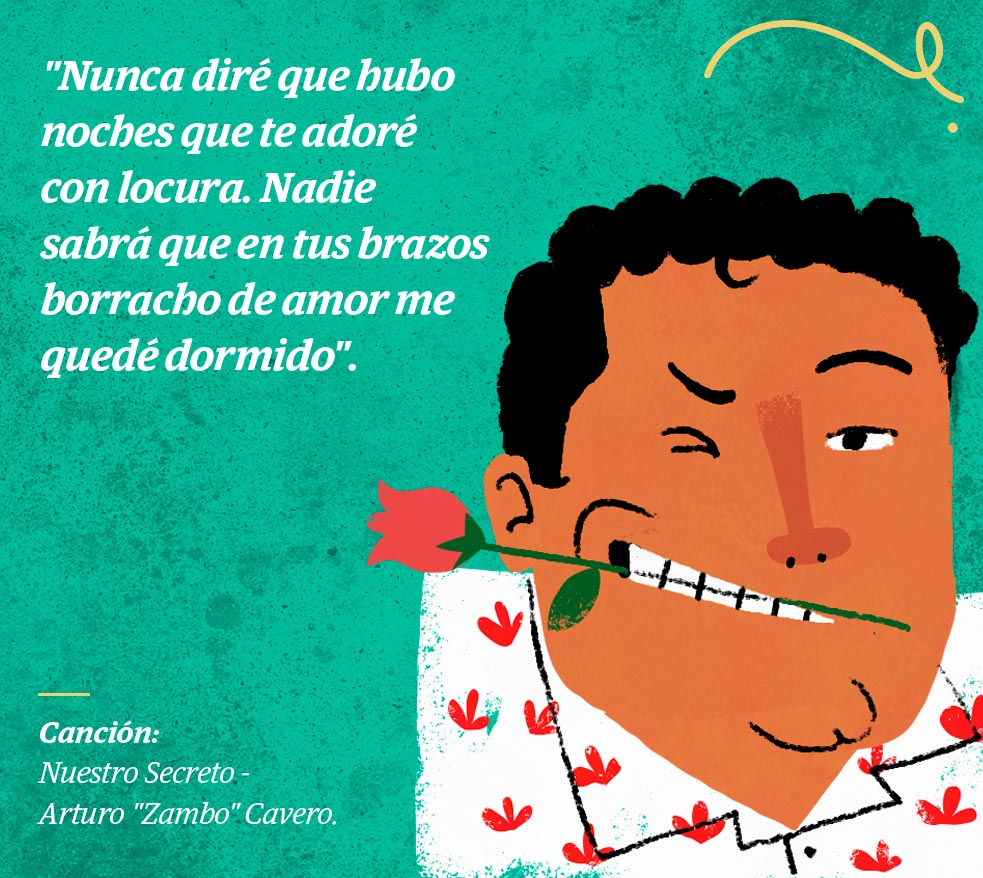 "Nunca diré que hubo
noches que te adoré
con locura. Nadie
sabrá que en tus brazos
borracho de amor me
quedé dormido".
Canción:
Nuestro Secreto -
Arturo "Zambo" Cavero.